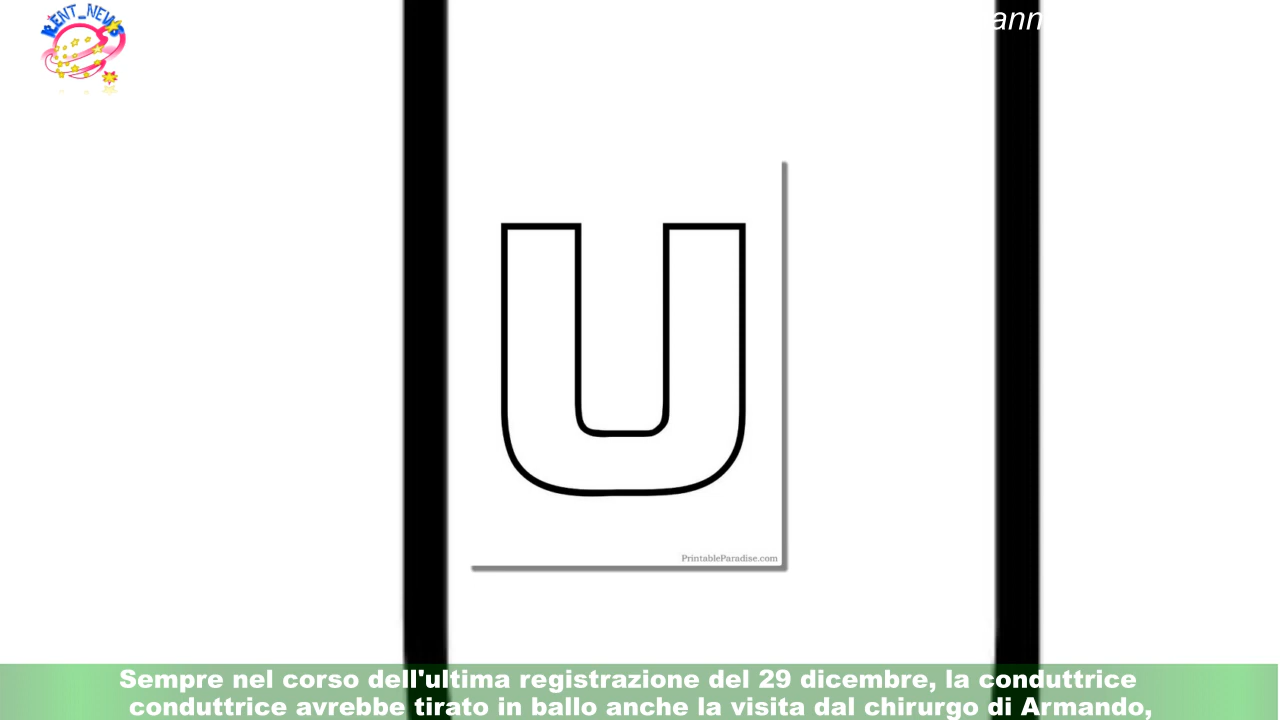 KENT_NEWS
ann
U
PrintableParadise.com
Sempre nel corso dell'ultima registrazione del 29 dicembre, la conduttrice
conduttrice avrebbe tirato in ballo anche la visita dal chirurgo di Armando,